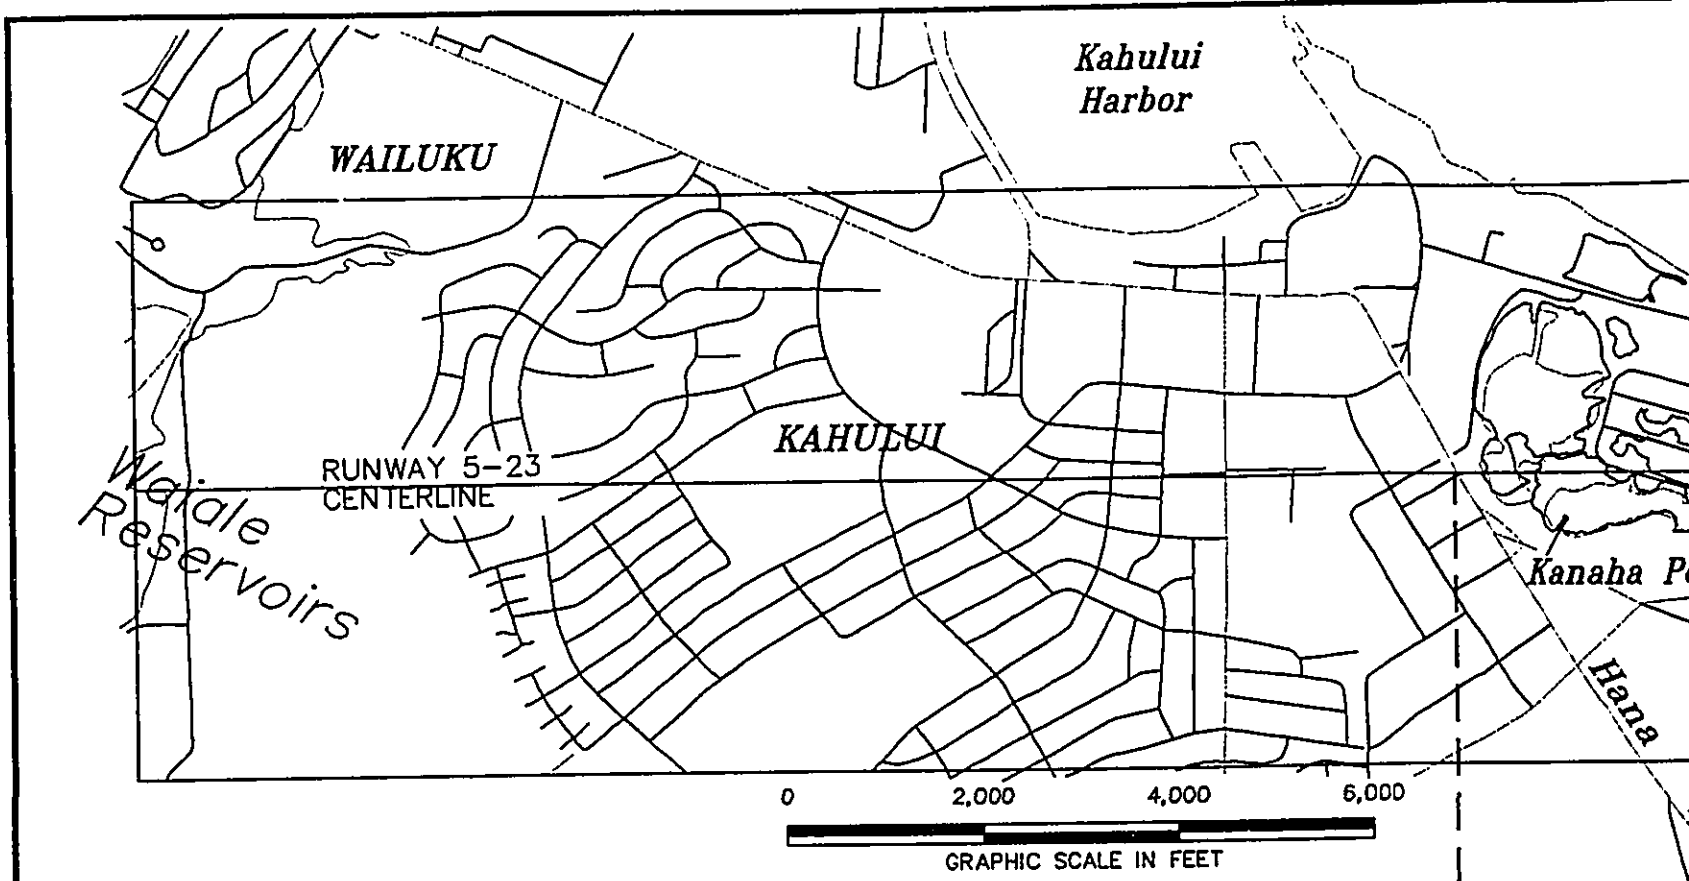 Kahului
Harbor
WAILUKU
KAHULUI
RUNWAY 5-23
CENTERLINE
Waiale
Reservoirs
Kanaha
Hana
0 2,000 4,000 6,000
GRAPHIC SCALE IN FEET